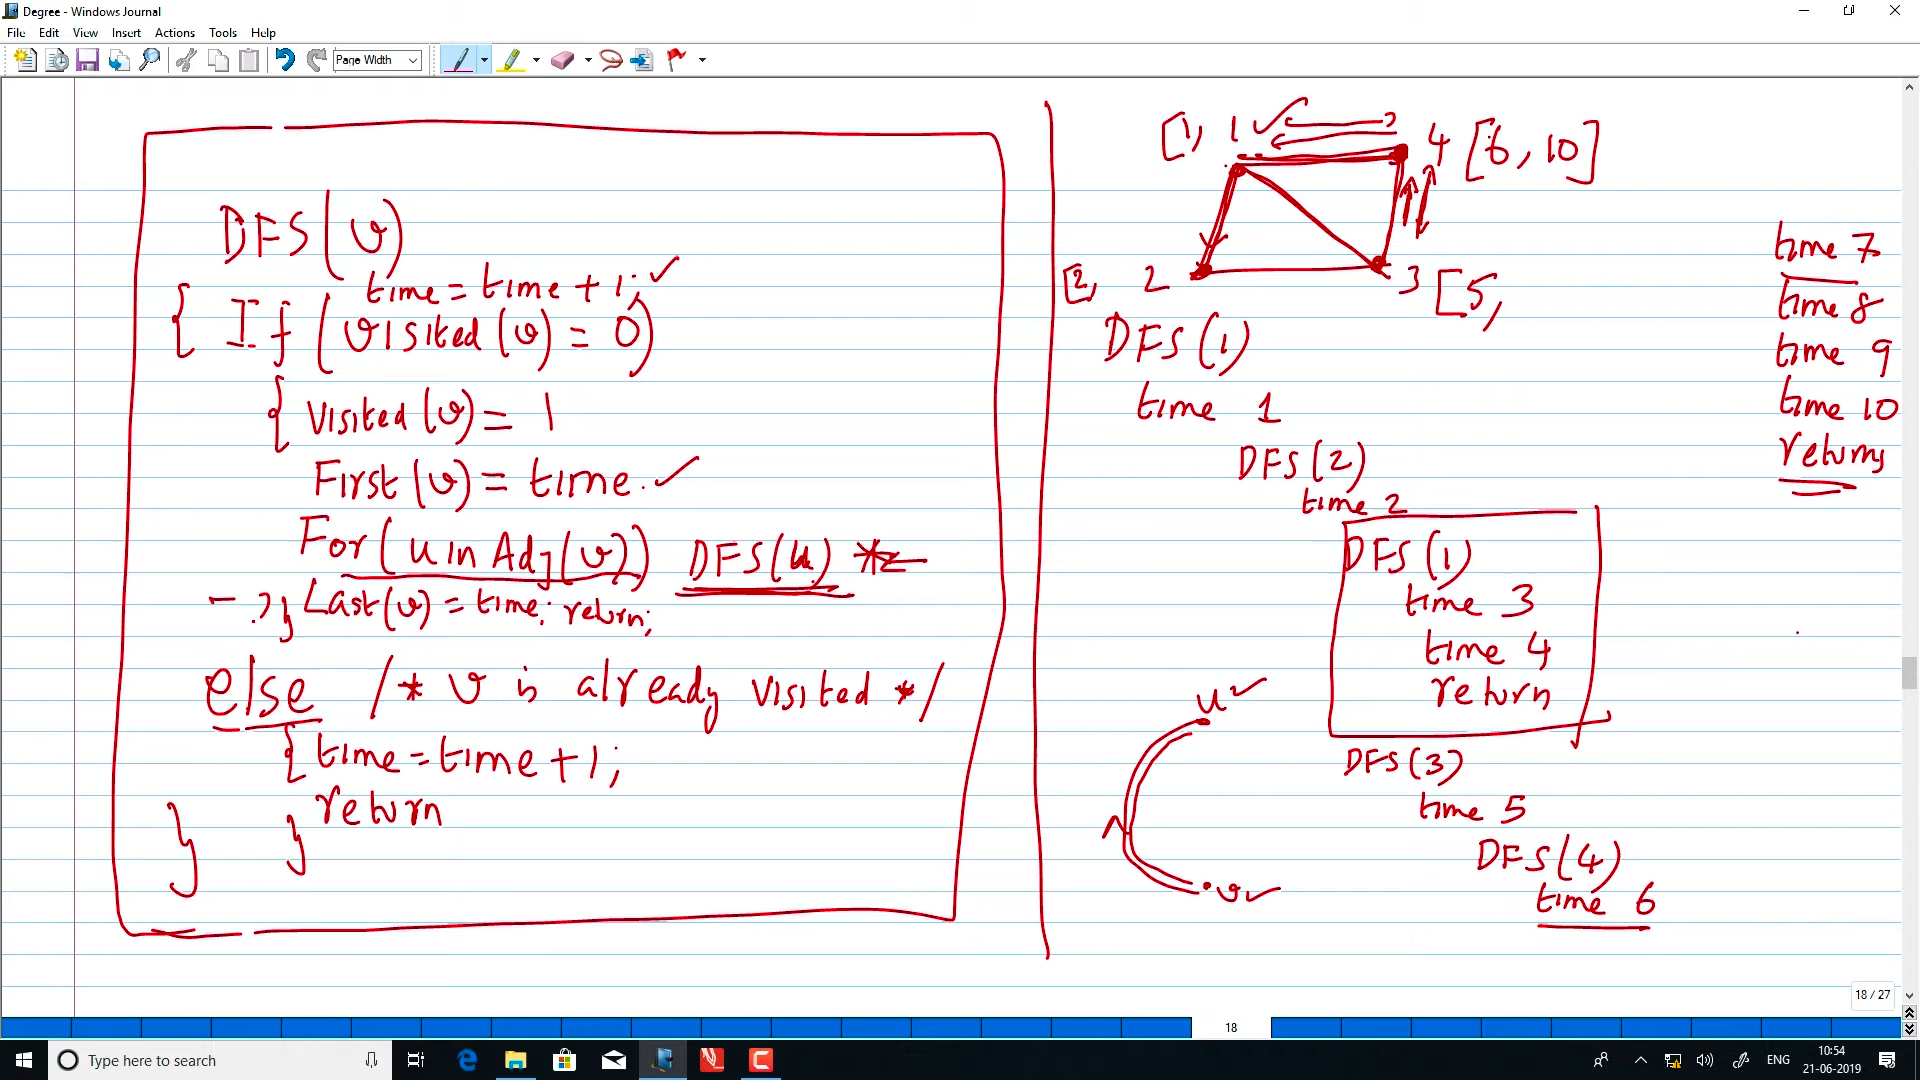 Degree - Windows Journal
File Edit View Insert Actions Tools Help
Page Width
DFS(v)
time = time + 1;
{ If (visited(v) = 0)
{ Visited(v) = 1
First(v) = time.
For(u in Adj(v)) DFS(u) *
} Last(v) = time; return;
else /* v is already visited */
{ time = time + 1;
return
} }
[1, 1 4 [6, 10]
[2, 2 3 [5,
DFS(1)
time 1
DFS(2)
time 2
DFS(1)
time 3
time 4
return
DFS(3)
time 5
DFS(4)
time 6
u
v
time 7
time 8
time 9
time 10
returns
18 / 27
18
Type here to search
ENG
10:54
21-06-2019